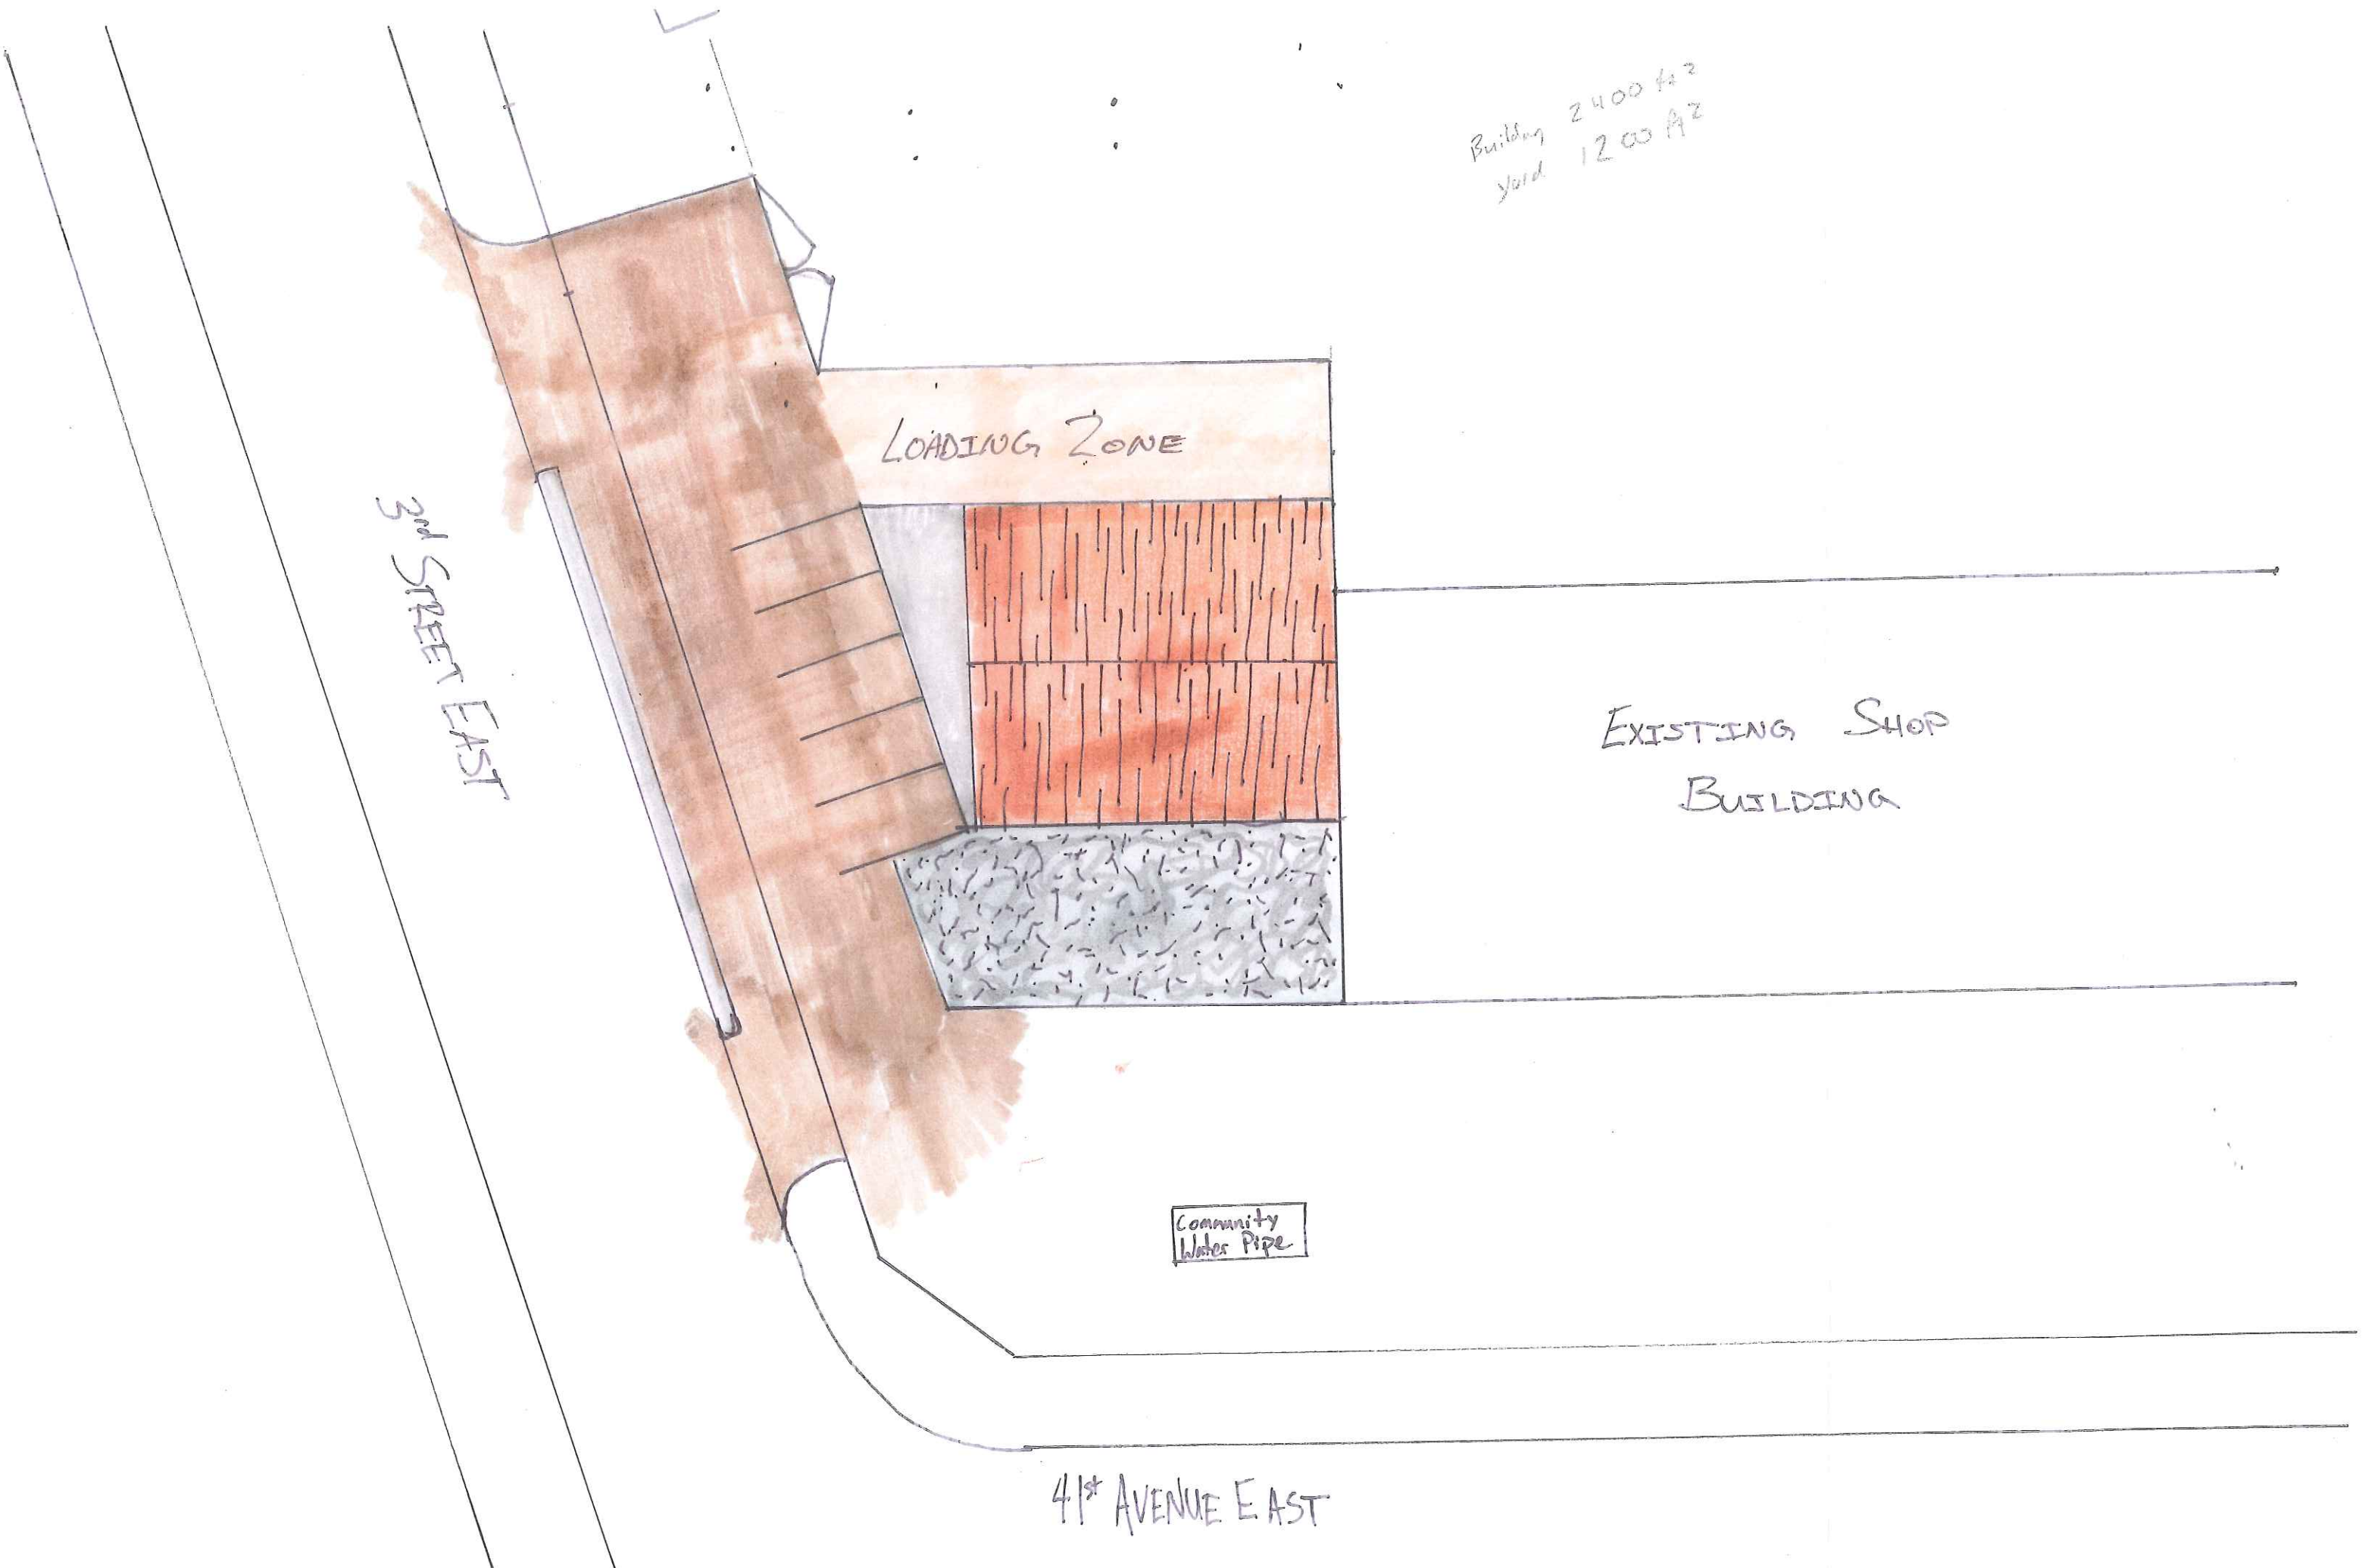 Building 2400 ft²
Yard 1200 ft²
LOADING ZONE
3rd STREET EAST
EXISTING SHOP
BUILDING
Community
Water Pipe
41st AVENUE EAST